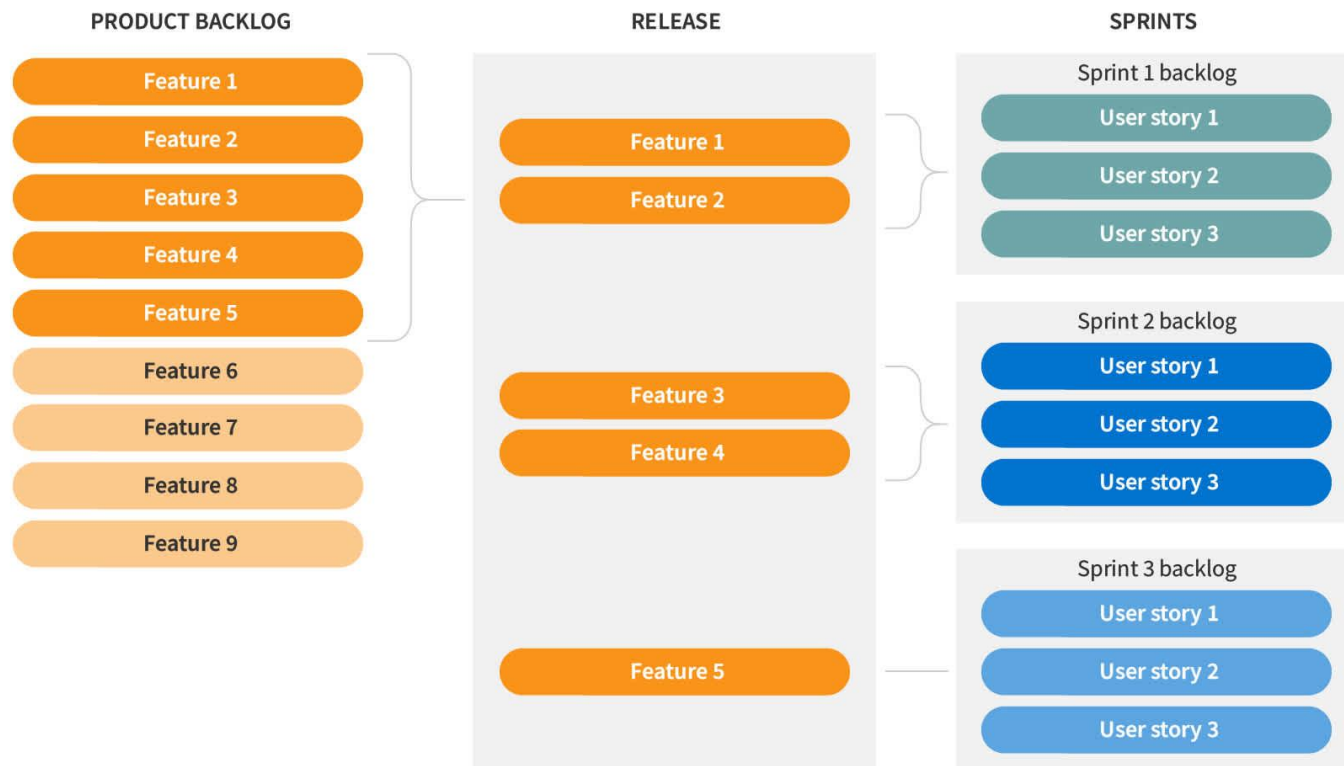 PRODUCT BACKLOG
Feature 1
Feature 2
Feature 3
Feature 4
Feature 5
Feature 6
Feature 7
Feature 8
Feature 9
RELEASE
Feature 1
Feature 2
Feature 3
Feature 4
Feature 5
SPRINTS
Sprint 1 backlog
User story 1
User story 2
User story 3
Sprint 2 backlog
User story 1
User story 2
User story 3
Sprint 3 backlog
User story 1
User story 2
User story 3